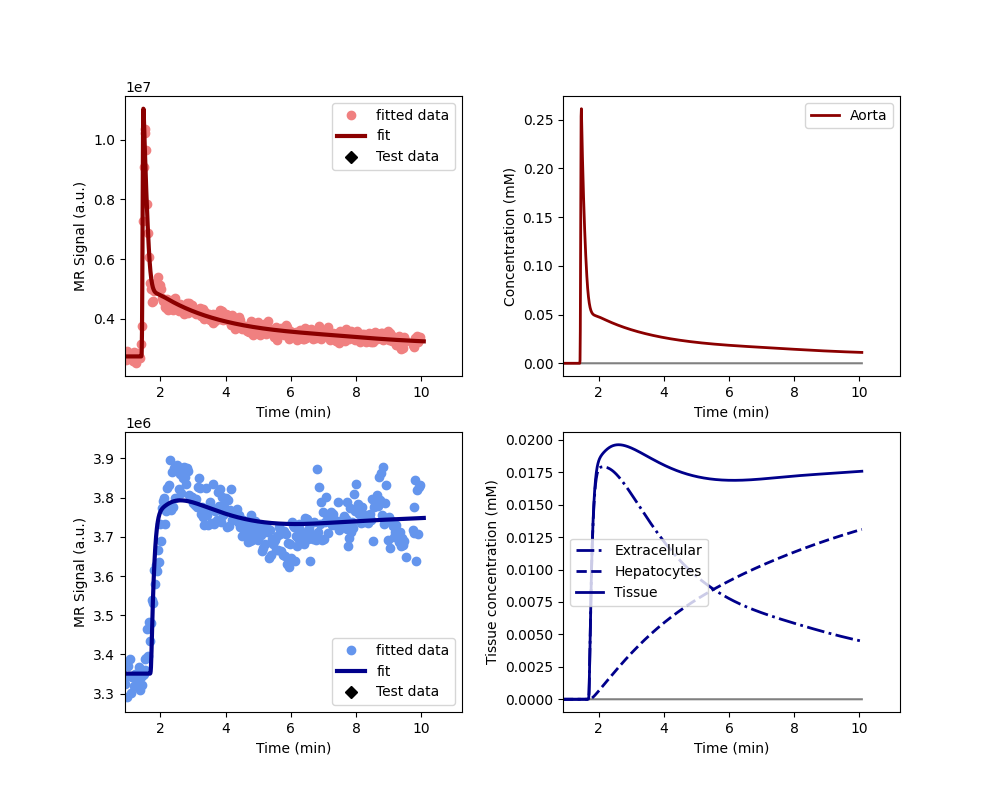 1e7
MR Signal (a.u.)
1.0
0.8
0.6
0.4
2 4 6 8 10
Time (min)
fitted data
fit
Test data
Concentration (mM)
0.25
0.20
0.15
0.10
0.05
0.00
2 4 6 8 10
Time (min)
Aorta
1e6
MR Signal (a.u.)
3.9
3.8
3.7
3.6
3.5
3.4
3.3
2 4 6 8 10
Time (min)
fitted data
fit
Test data
Tissue concentration (mM)
0.0200
0.0175
0.0150
0.0125
0.0100
0.0075
0.0050
0.0025
0.0000
2 4 6 8 10
Time (min)
Extracellular
Hepatocytes
Tissue